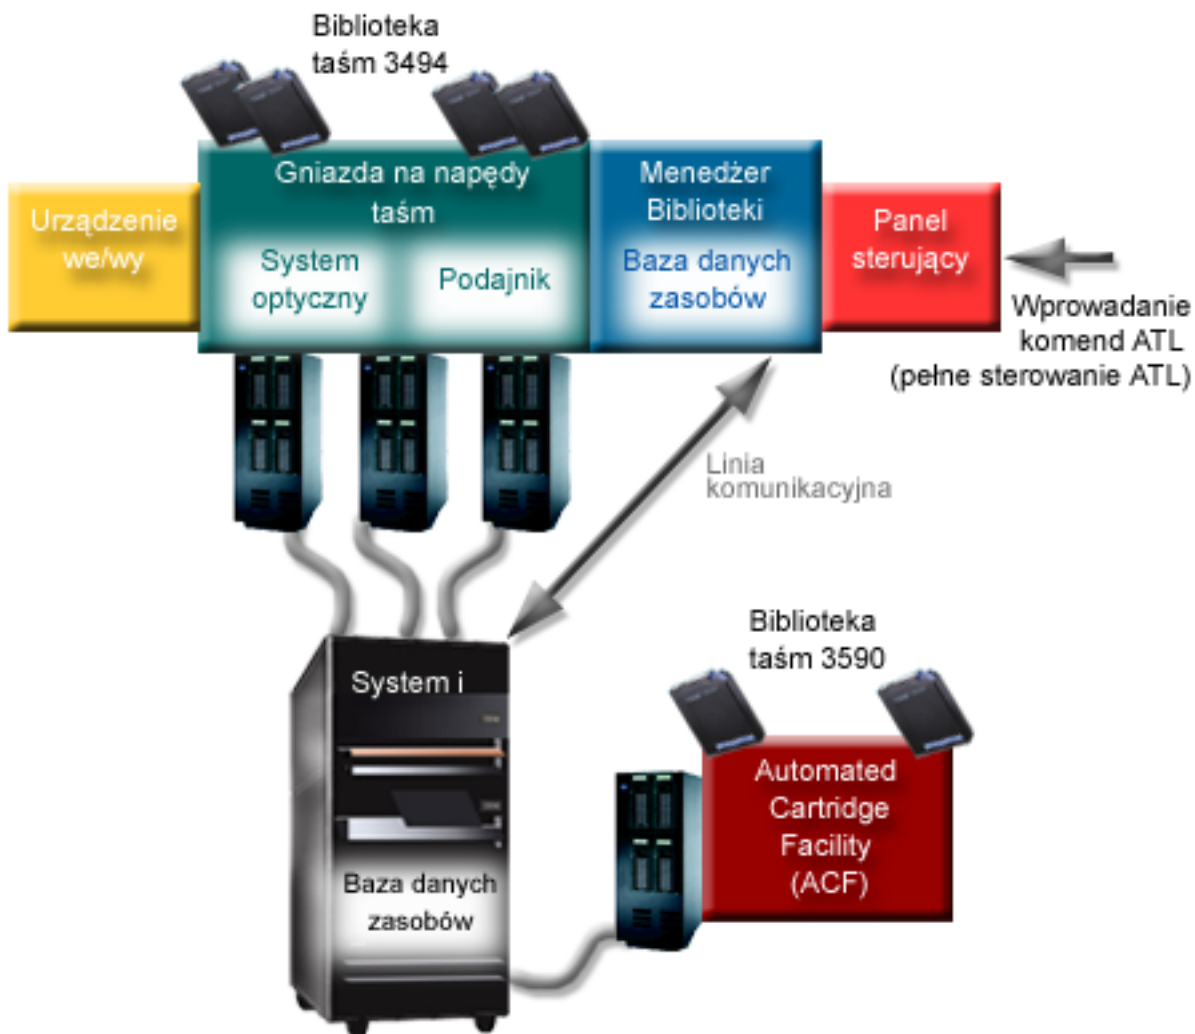 Biblioteka
taśm 3494
Gniazda na napędy
taśm
Menedżer
Biblioteki
Urządzenie
we/wy
System
optyczny
Podajnik
Baza danych
zasobów
Panel
sterujący
Wprowadanie
komend ATL
(pełne sterowanie ATL)
Linia
komunikacyjna
Biblioteka
taśm 3590
System i
Automated
Cartridge
Facility
(ACF)
Baza danych
zasobów